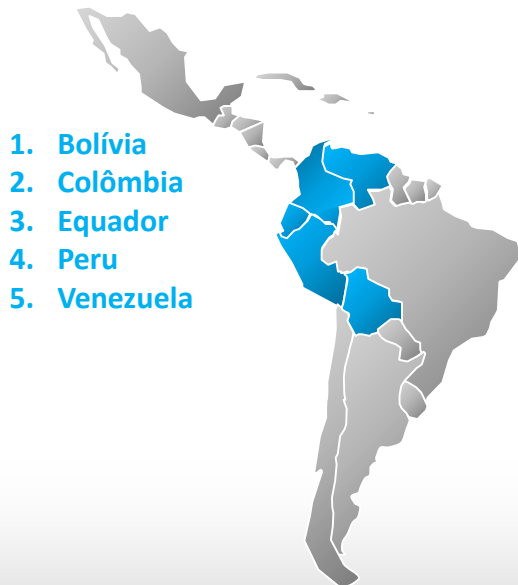 1. Bolívia
2. Colômbia
3. Equador
4. Peru
5. Venezuela